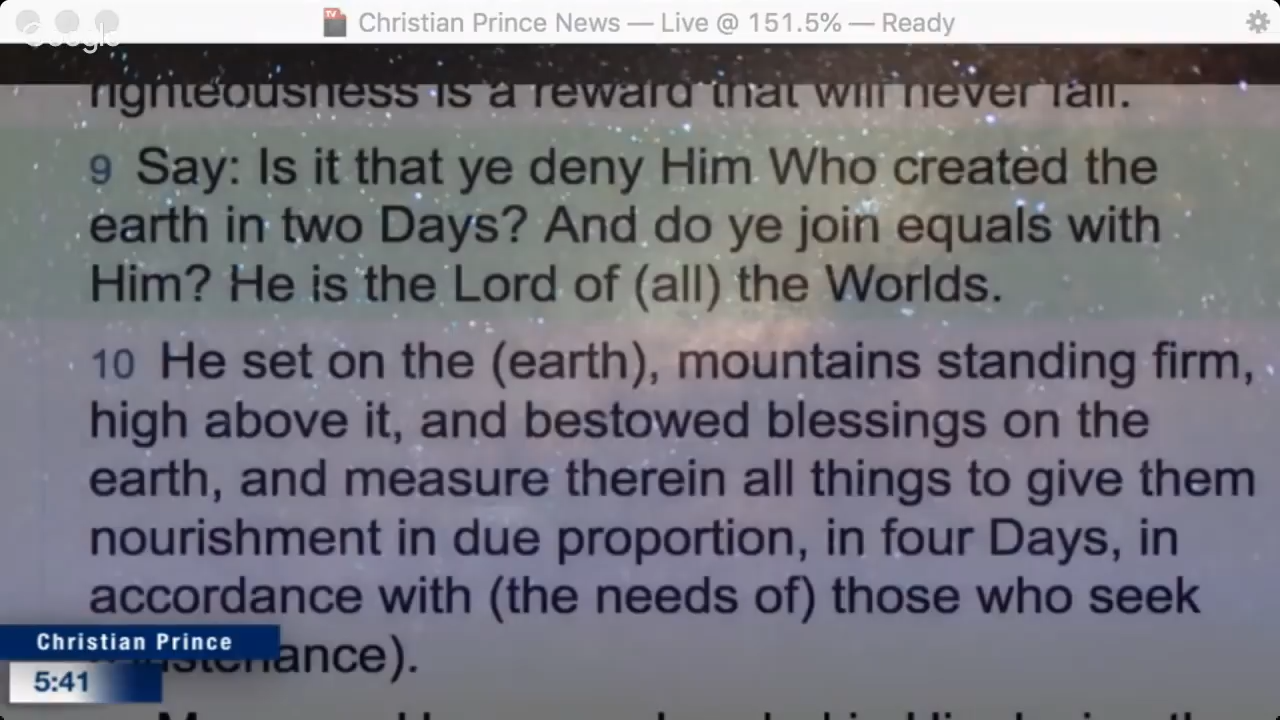 Christian Prince News — Live @ 151.5% — Ready
Google
righteousness is a reward that will never fail.
9 Say: Is it that ye deny Him Who created the
earth in two Days? And do ye join equals with
Him? He is the Lord of (all) the Worlds.
10 He set on the (earth), mountains standing firm,
high above it, and bestowed blessings on the
earth, and measure therein all things to give them
nourishment in due proportion, in four Days, in
accordance with (the needs of) those who seek
Christian Prince
5:41